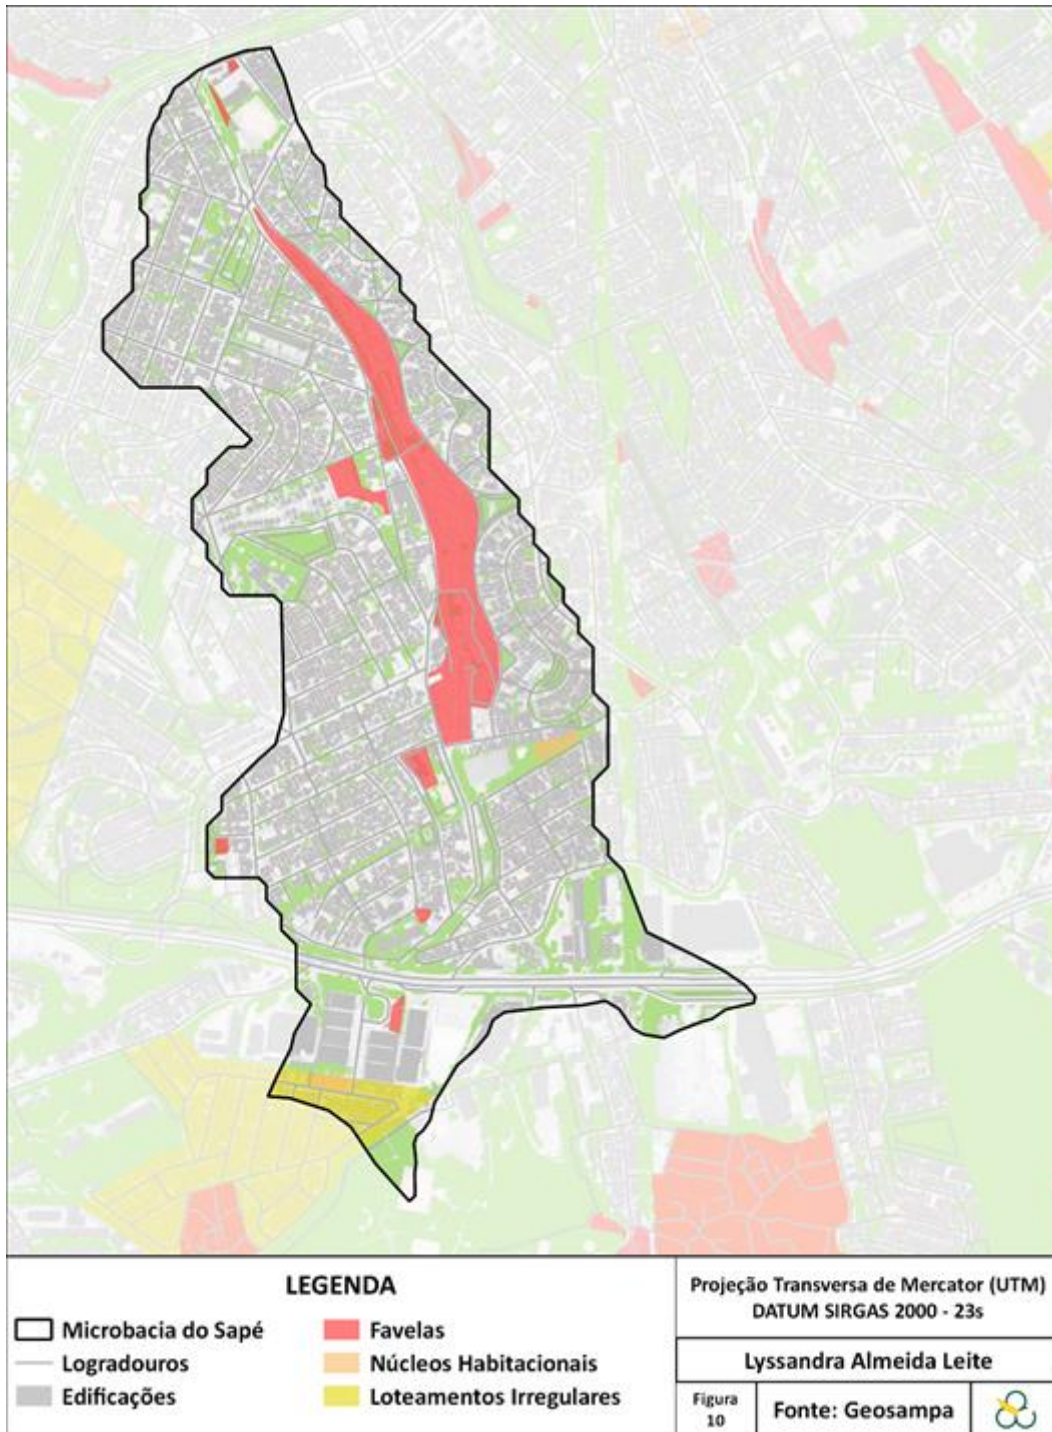 LEGENDA
Microbacia do Sapé
Logradouros
Edificações
Favelas
Núcleos Habitacionais
Loteamentos Irregulares
Projeção Transversa de Mercator (UTM)
DATUM SIRGAS 2000 - 23s
Lyssandra Almeida Leite
Figura
10
Fonte: Geosampa